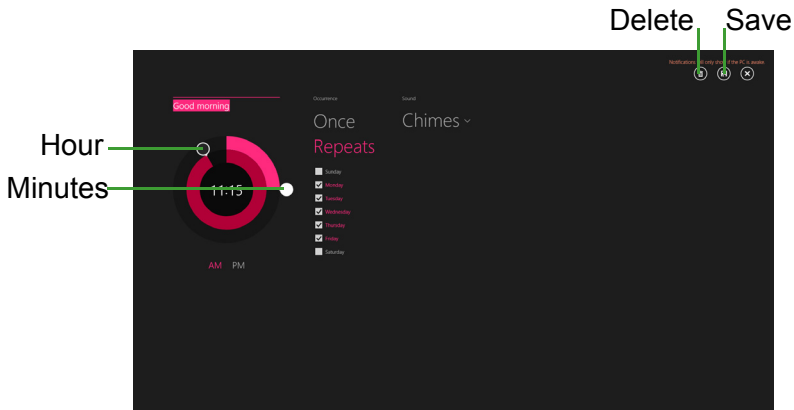 Delete Save
Notifications will only show if the PC is awake.
Good morning
Occurrence
Sound
Once
Chimes
Repeats
Hour
Minutes
11:15
Sunday
Monday
Tuesday
Wednesday
Thursday
Friday
Saturday
AM PM